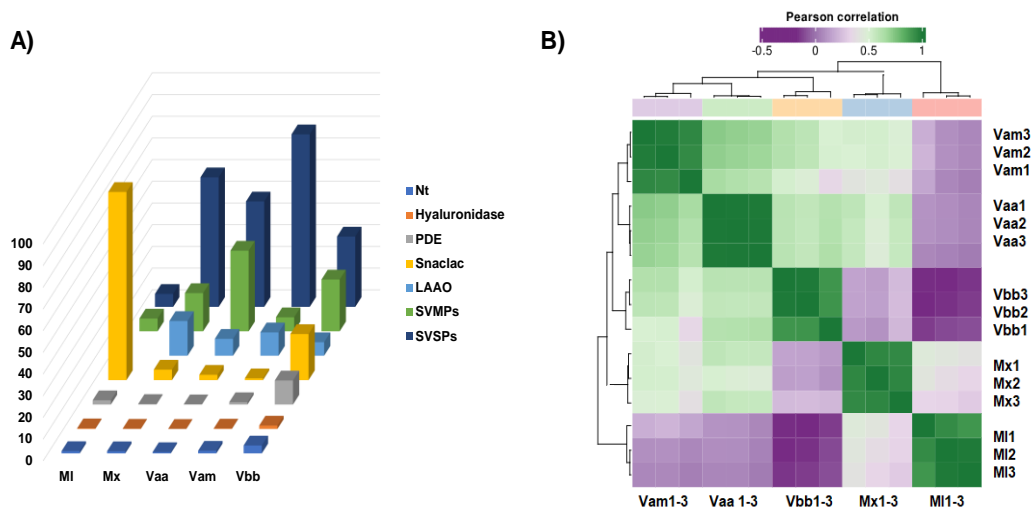 A)
100
90
80
70
60
50
40
30
20
10
0
Ml Mx Vaa Vam Vbb
Nt
Hyaluronidase
PDE
Snaclac
LAAO
SVMPs
SVSPs
B)
Pearson correlation
-0.5 0 0.5 1
Vam3
Vam2
Vam1
Vaa1
Vaa2
Vaa3
Vbb3
Vbb2
Vbb1
Mx1
Mx2
Mx3
Ml1
Ml2
Ml3
Vam1-3 Vaa 1-3 Vbb1-3 Mx1-3 Ml1-3